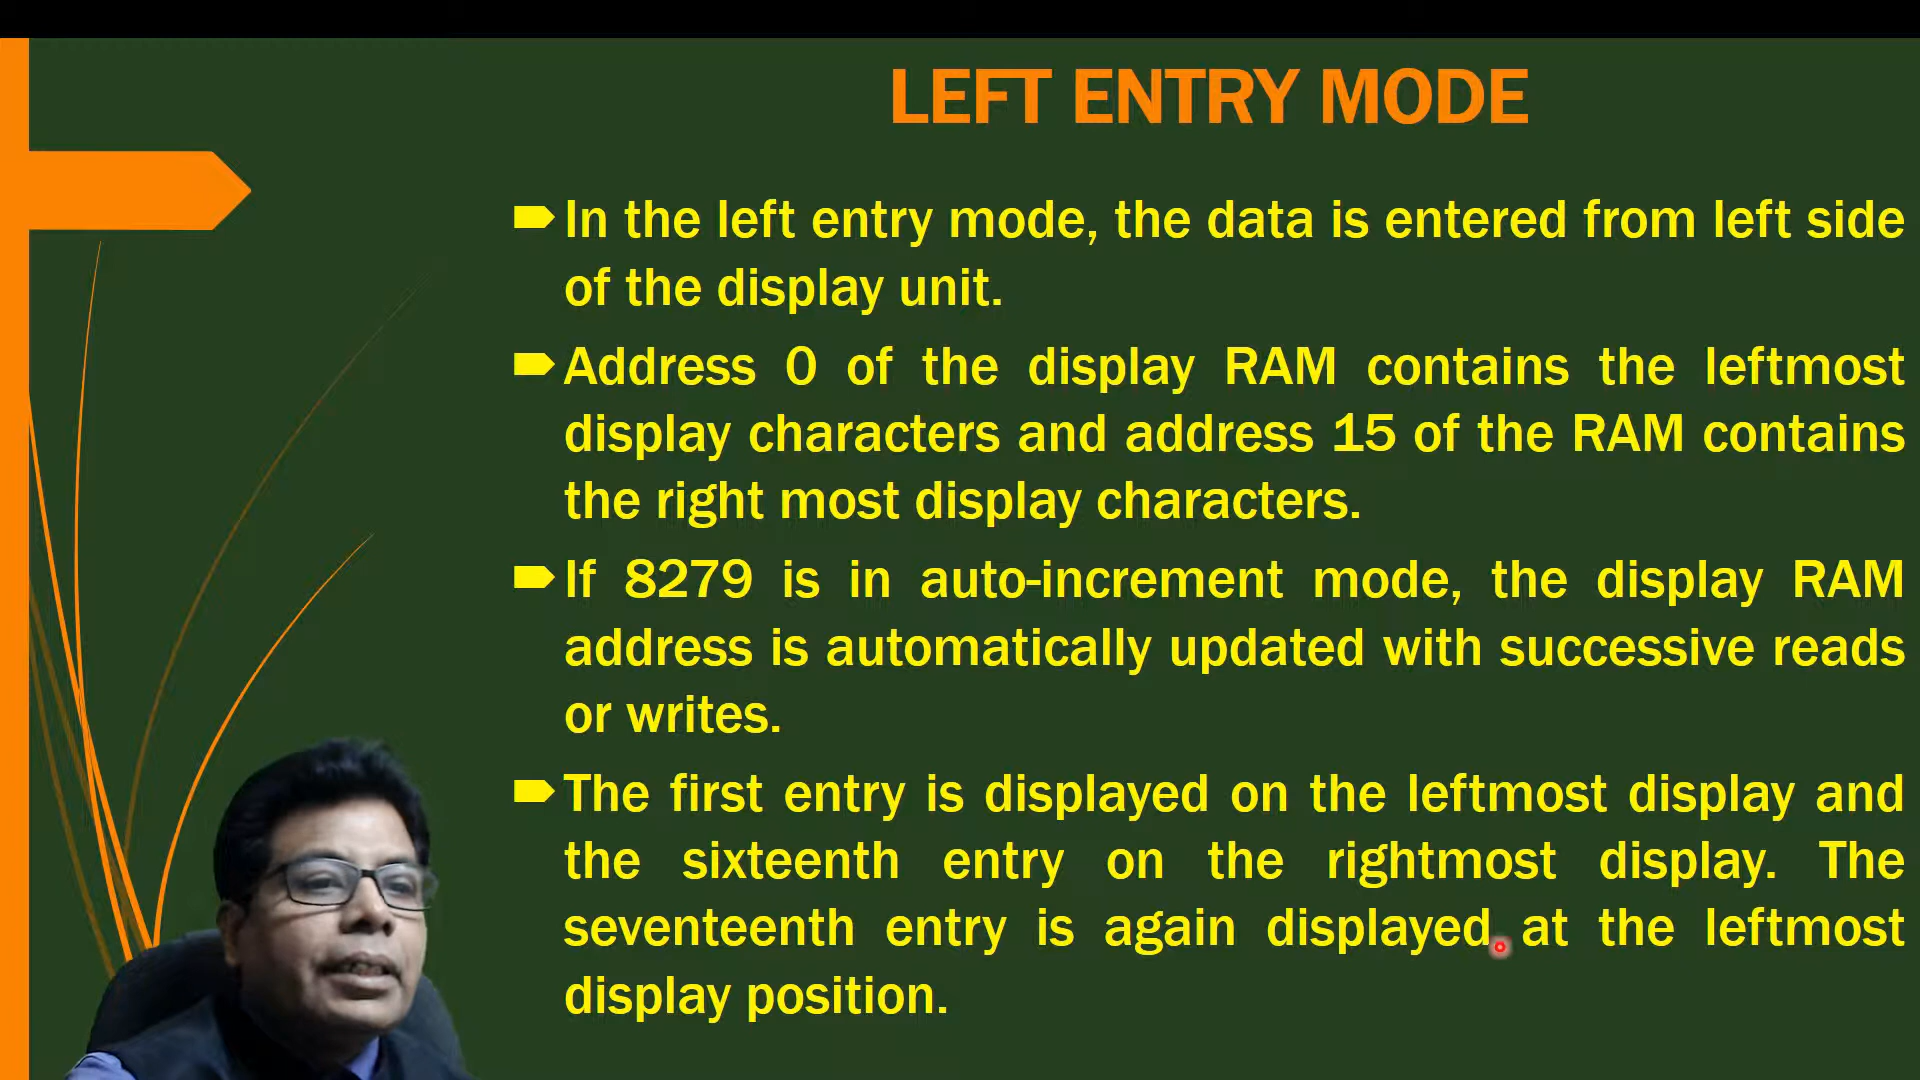 LEFT ENTRY MODE
In the left entry mode, the data is entered from left side
of the display unit.
Address 0 of the display RAM contains the leftmost
display characters and address 15 of the RAM contains
the right most display characters.
If 8279 is in auto-increment mode, the display RAM
address is automatically updated with successive reads
or writes.
The first entry is displayed on the leftmost display and
the sixteenth entry on the rightmost display. The
seventeenth entry is again displayed at the leftmost
display position.